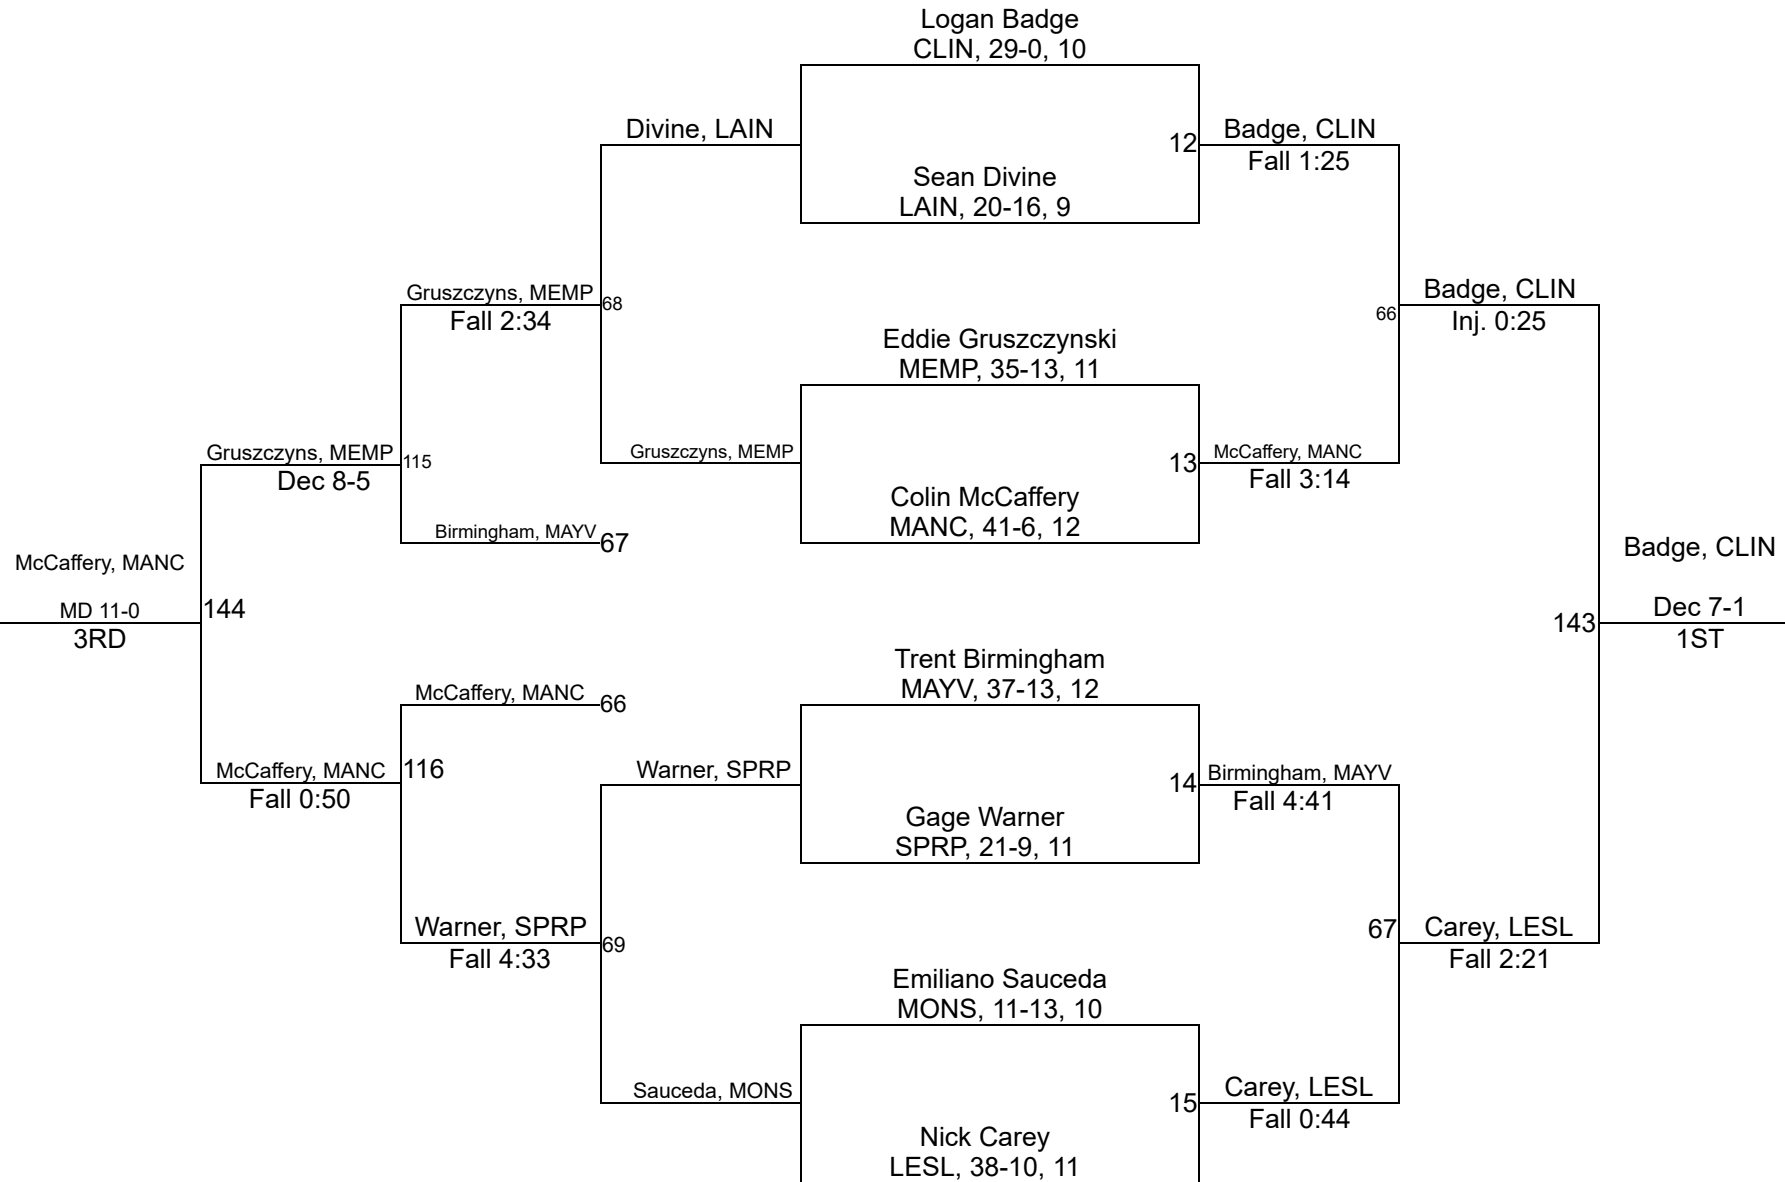 Logan Badge
CLIN, 29-0, 10
Divine, LAIN
12
Badge, CLIN
Fall 1:25
Sean Divine
LAIN, 20-16, 9
Gruszczyns, MEMP
68
Fall 2:34
Badge, CLIN
66
Inj. 0:25
Eddie Gruszczynski
MEMP, 35-13, 11
Gruszczyns, MEMP
115
Dec 8-5
Gruszczyns, MEMP
13
McCaffery, MANC
Fall 3:14
Colin McCaffery
MANC, 41-6, 12
Birmingham, MAYV
67
McCaffery, MANC
MD 11-0
144
3RD
Badge, CLIN
143
Dec 7-1
1ST
Trent Birmingham
MAYV, 37-13, 12
McCaffery, MANC
66
McCaffery, MANC
116
Fall 0:50
Warner, SPRP
14
Birmingham, MAYV
Fall 4:41
Gage Warner
SPRP, 21-9, 11
Warner, SPRP
69
Fall 4:33
67
Carey, LESL
Fall 2:21
Emiliano Sauceda
MONS, 11-13, 10
Sauceda, MONS
15
Carey, LESL
Fall 0:44
Nick Carey
LESL, 38-10, 11